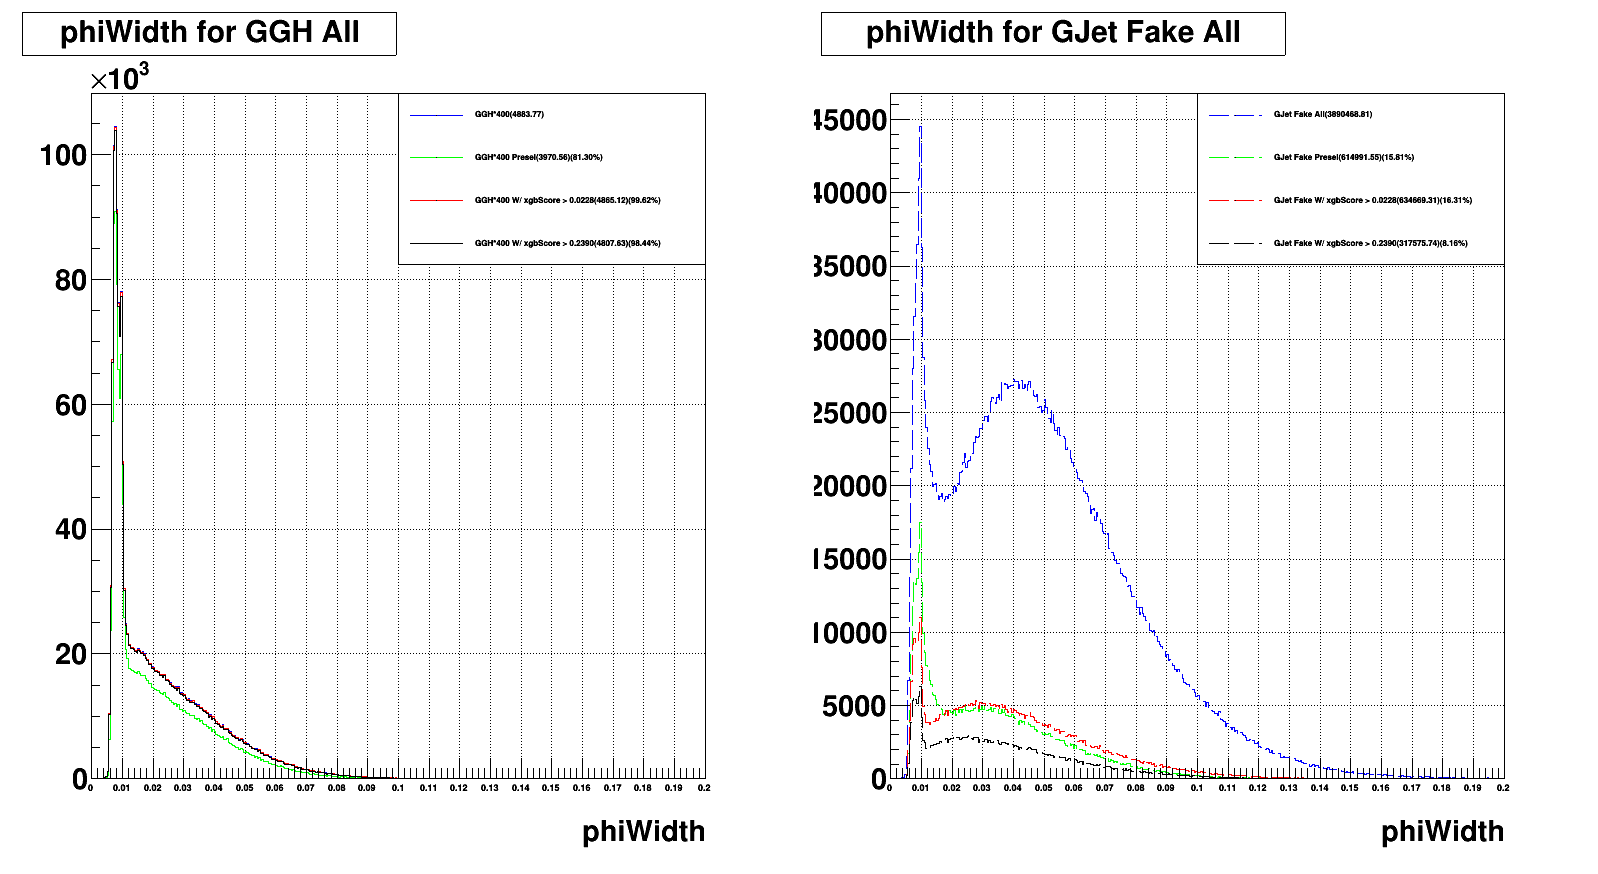 phiWidth for GGH All
×10³
100
80
60
40
20
0
GGH*400(4883.77)
GGH*400 Presel(3970.56)(81.30%)
GGH*400 W/ xgbScore > 0.0228(4865.12)(99.62%)
GGH*400 W/ xgbScore > 0.2390(4807.63)(98.44%)
0 0.01 0.02 0.03 0.04 0.05 0.06 0.07 0.08 0.09 0.1 0.11 0.12 0.13 0.14 0.15 0.16 0.17 0.18 0.19 0.2
phiWidth
phiWidth for GJet Fake All
45000
40000
35000
30000
25000
20000
15000
10000
5000
0
GJet Fake All(3890468.81)
GJet Fake Presel(614991.55)(15.81%)
GJet Fake W/ xgbScore > 0.0228(634669.31)(16.31%)
GJet Fake W/ xgbScore > 0.2390(317575.74)(8.16%)
0 0.01 0.02 0.03 0.04 0.05 0.06 0.07 0.08 0.09 0.1 0.11 0.12 0.13 0.14 0.15 0.16 0.17 0.18 0.19 0.2
phiWidth